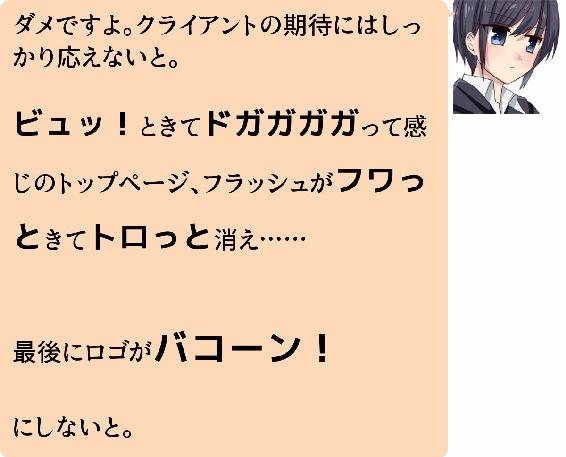 ダメですよ。クライアントの期待にはしっ
かり応えないと。
ビュッ！ときてドガガガガって感
じのトップページ、フラッシュがフワっ
ときてトロっと消え……
最後にロゴがバコーン！
にしないと。